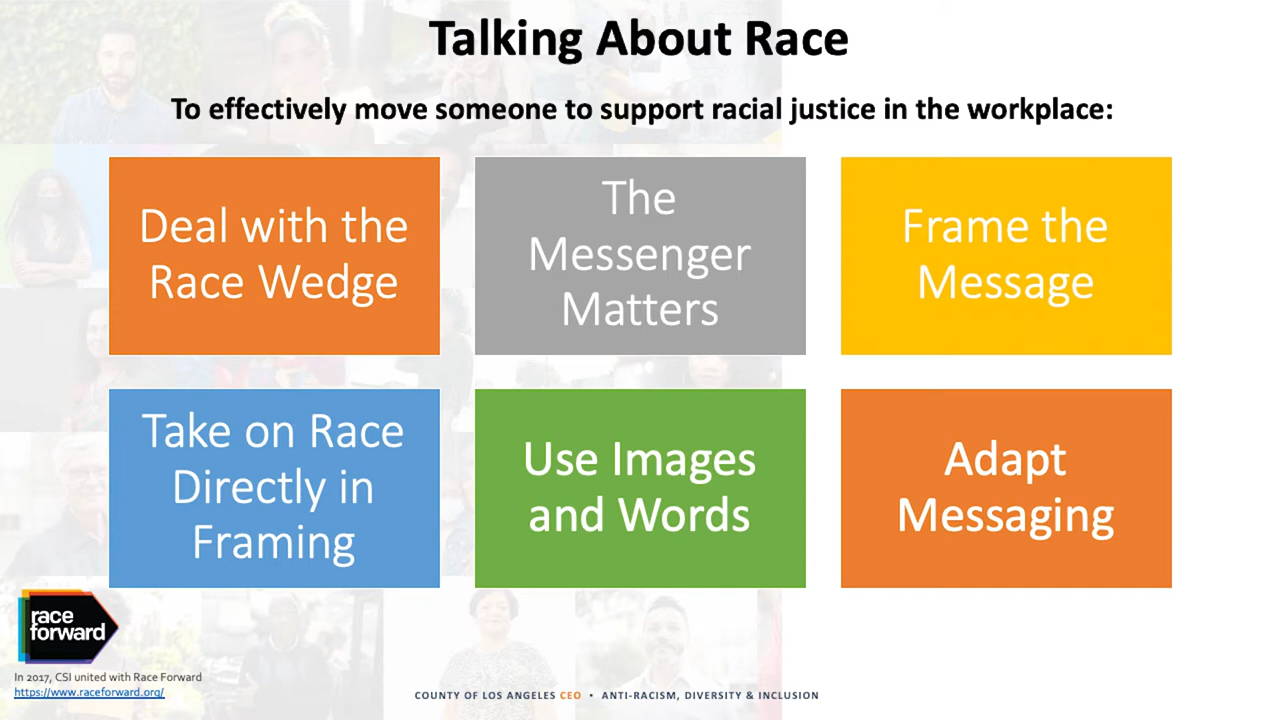 Talking About Race
To effectively move someone to support racial justice in the workplace:
Deal with the
Race Wedge
The
Messenger
Matters
Frame the
Message
Take on Race
Directly in
Framing
Use Images
and Words
Adapt
Messaging
race
forward
In 2017, CSI united with Race Forward
https://www.raceforward.org/
COUNTY OF LOS ANGELES CEO • ANTI-RACISM, DIVERSITY & INCLUSION